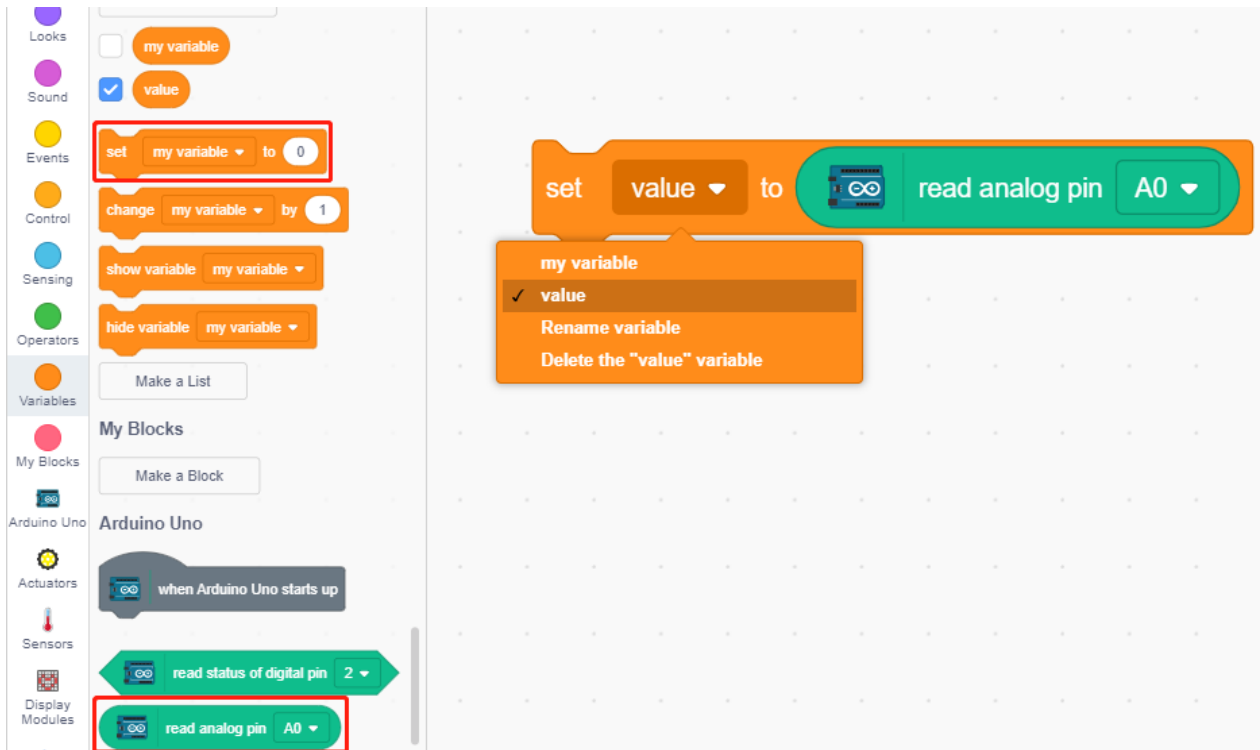 Looks
Sound
Events
Control
Sensing
Operators
Variables
My Blocks
Arduino Uno
Actuators
Sensors
Display
Modules
my variable
value
set my variable to 0
change my variable by 1
show variable my variable
hide variable my variable
Make a List
My Blocks
Make a Block
Arduino Uno
when Arduino Uno starts up
read status of digital pin 2
read analog pin A0
set value to read analog pin A0
my variable
✓ value
Rename variable
Delete the "value" variable